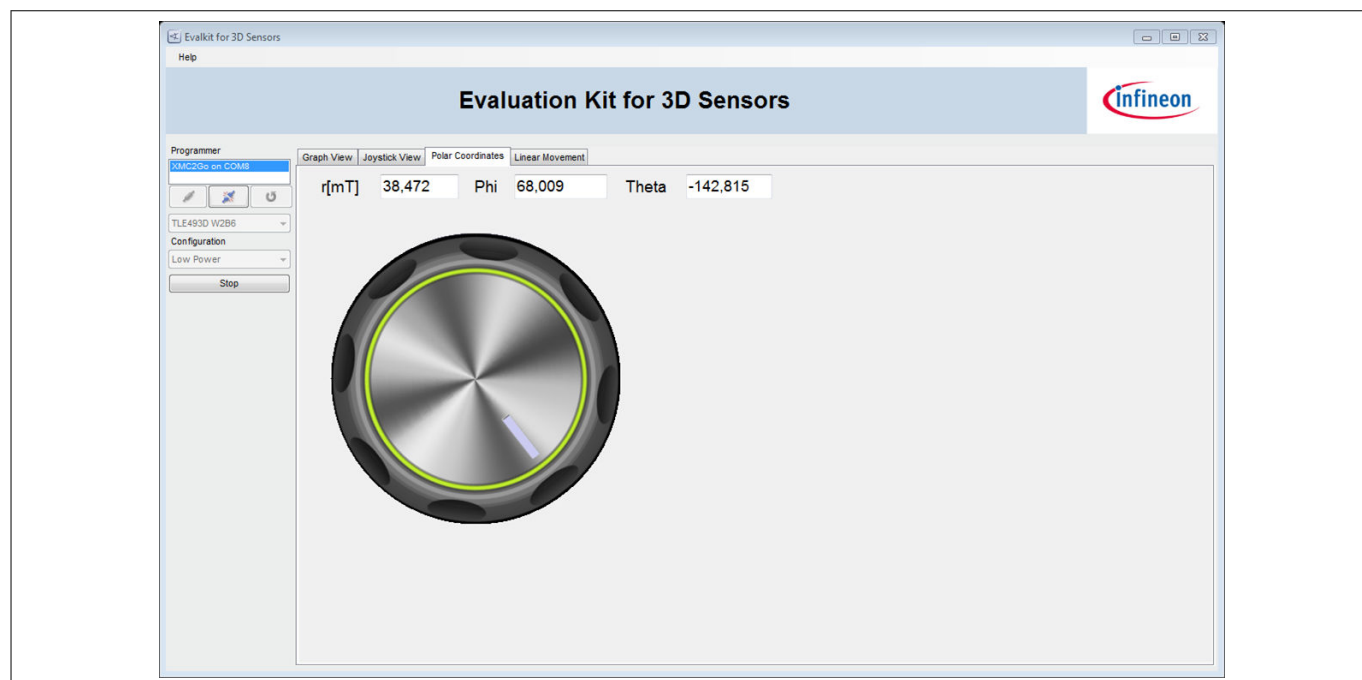 Evalkit for 3D Sensors
Help
Evaluation Kit for 3D Sensors
infineon
Programmer
XMC2Go on COM8
TLE493D W2B6
Configuration
Low Power
Stop
Graph View Joystick View Polar Coordinates Linear Movement
r[mT] 38,472 Phi 68,009 Theta -142,815